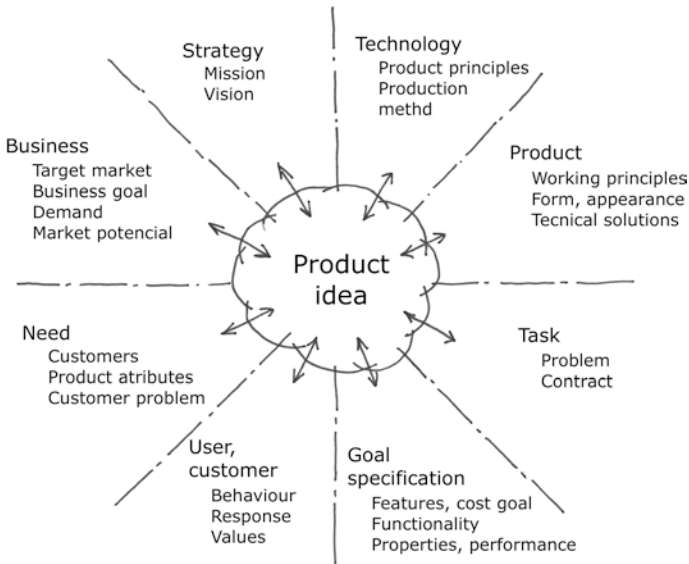 Strategy
Mission
Vision
Technology
Product principles
Production
methd
Business
Target market
Business goal
Demand
Market potencial
Product
Working principles
Form, appearance
Tecnical solutions
Product
idea
Need
Customers
Product atributes
Customer problem
Task
Problem
Contract
User,
customer
Behaviour
Response
Values
Goal
specification
Features, cost goal
Functionality
Properties, performance